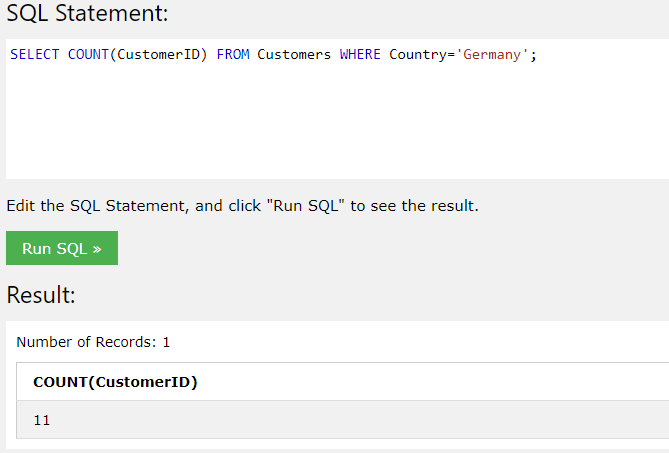 SQL Statement:
SELECT COUNT(CustomerID) FROM Customers WHERE Country='Germany';
Edit the SQL Statement, and click "Run SQL" to see the result.
Run SQL »
Result:
Number of Records: 1
COUNT(CustomerID)
11